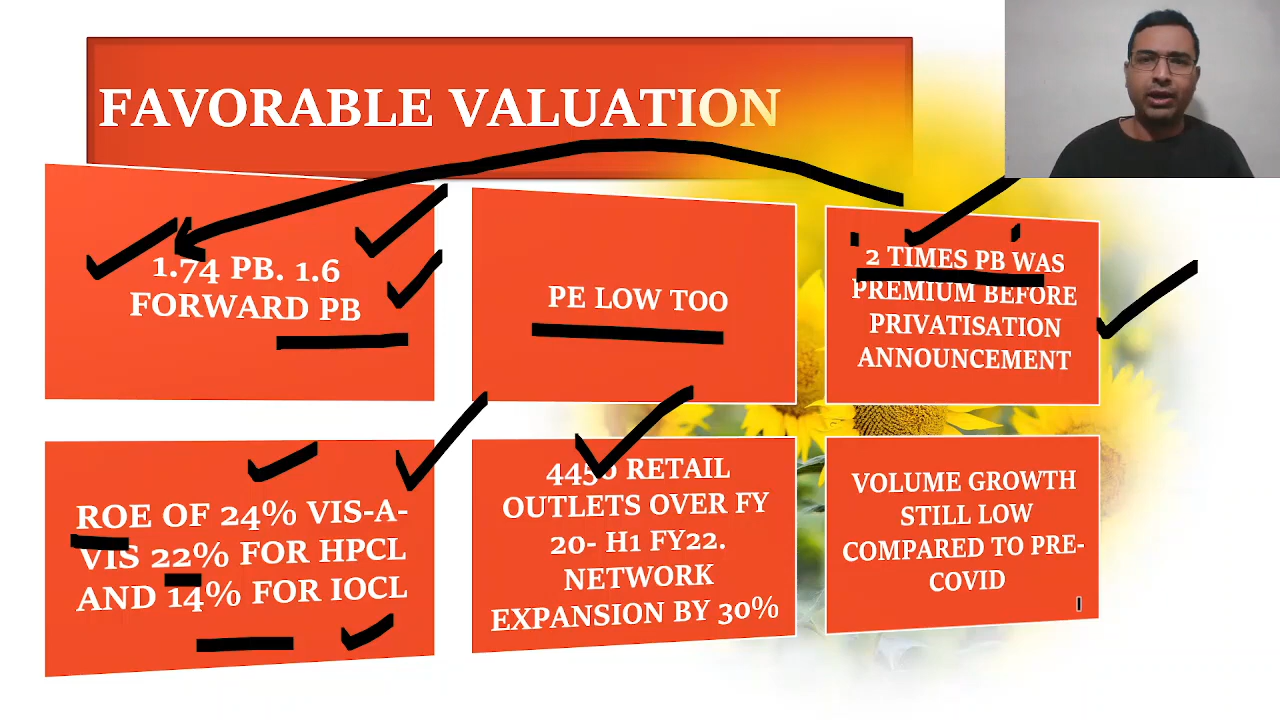 FAVORABLE VALUATION
1.74 PB. 1.6
FORWARD PB
PE LOW TOO
2 TIMES PB WAS
PREMIUM BEFORE
PRIVATISATION
ANNOUNCEMENT
ROE OF 24% VIS-A-
VIS 22% FOR HPCL
AND 14% FOR IOCL
4450 RETAIL
OUTLETS OVER FY
20- H1 FY22.
NETWORK
EXPANSION BY 30%
VOLUME GROWTH
STILL LOW
COMPARED TO PRE-
COVID